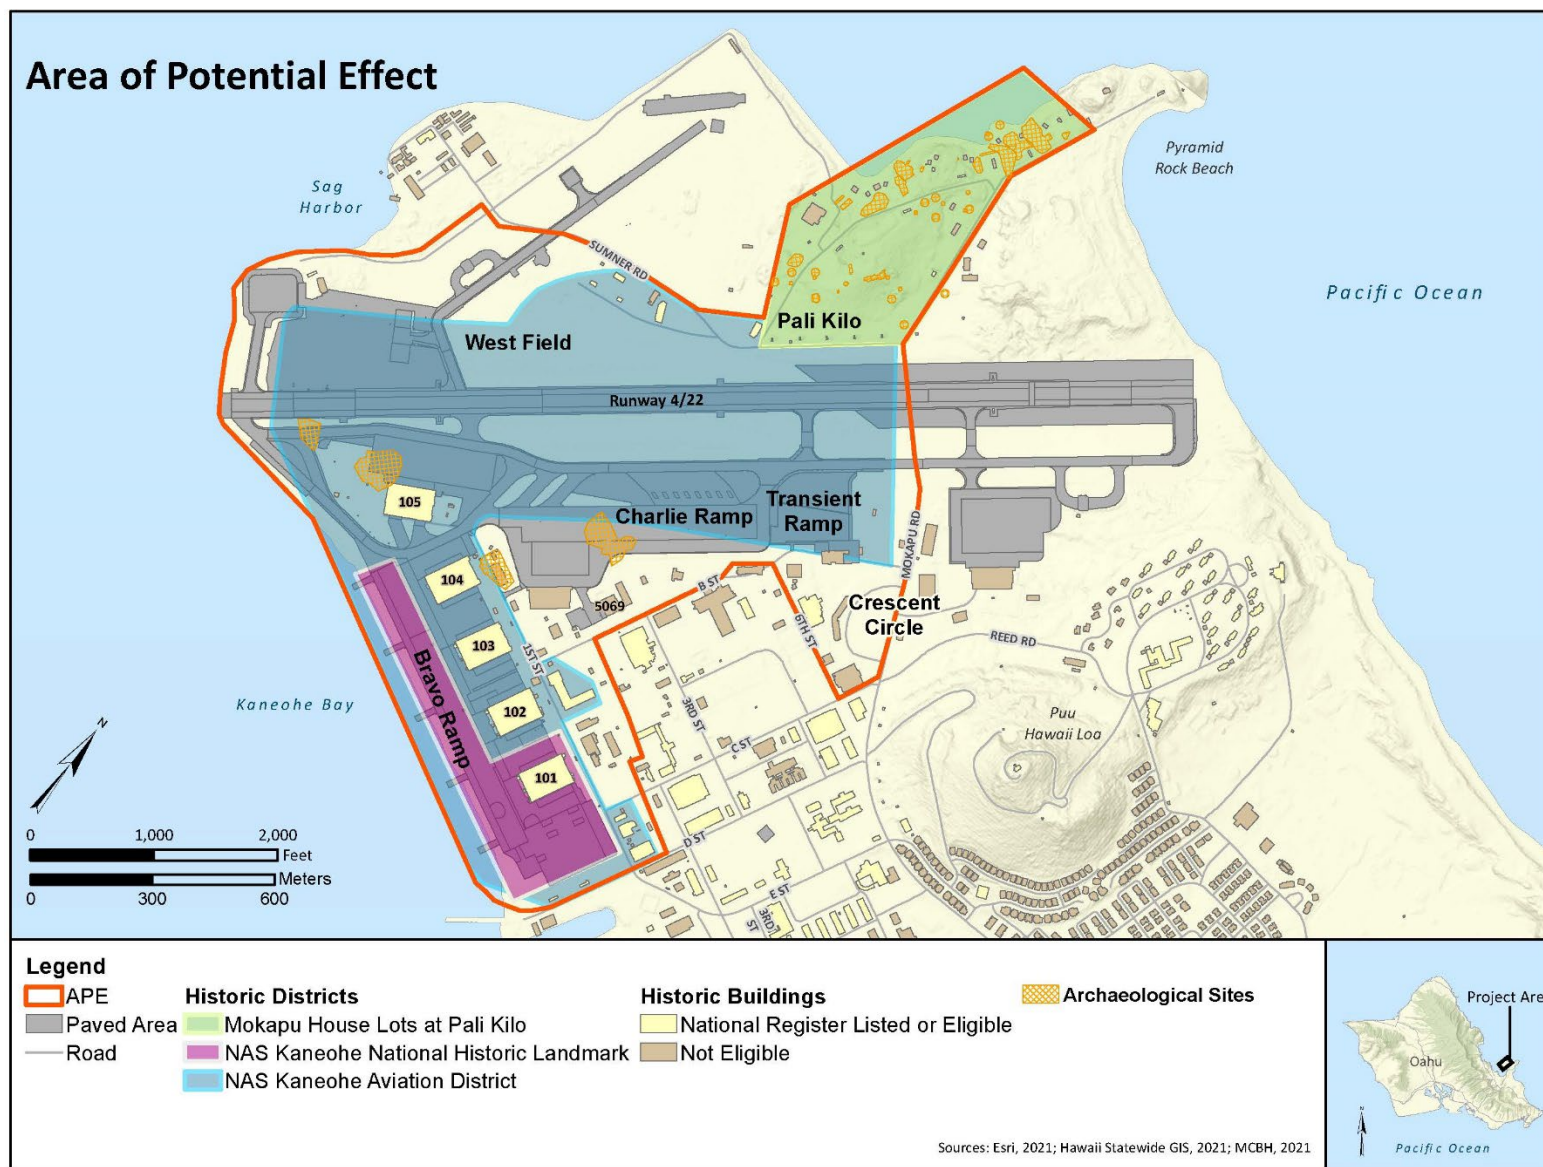 Area of Potential Effect
Sag
Harbor
Pyramid
Rock Beach
Pacific Ocean
SUMNER RD
Pali Kilo
West Field
Runway 4/22
105
Charlie Ramp
Transient
Ramp
MOKAPU RD
104
B ST
5069
Crescent
Circle
6TH ST
REED RD
103
1ST ST
Bravo Ramp
Kaneohe Bay
102
3RD ST
C ST
Puu
Hawaii Loa
101
D ST
E ST
3RD
ST
N
0
1,000
2,000
Feet
Meters
0
300
600
Legend
APE
Paved Area
Road
Historic Districts
Mokapu House Lots at Pali Kilo
NAS Kaneohe National Historic Landmark
NAS Kaneohe Aviation District
Historic Buildings
National Register Listed or Eligible
Not Eligible
Archaeological Sites
Project Area
Oahu
N
Pacific Ocean
Sources: Esri, 2021; Hawaii Statewide GIS, 2021; MCBH, 2021